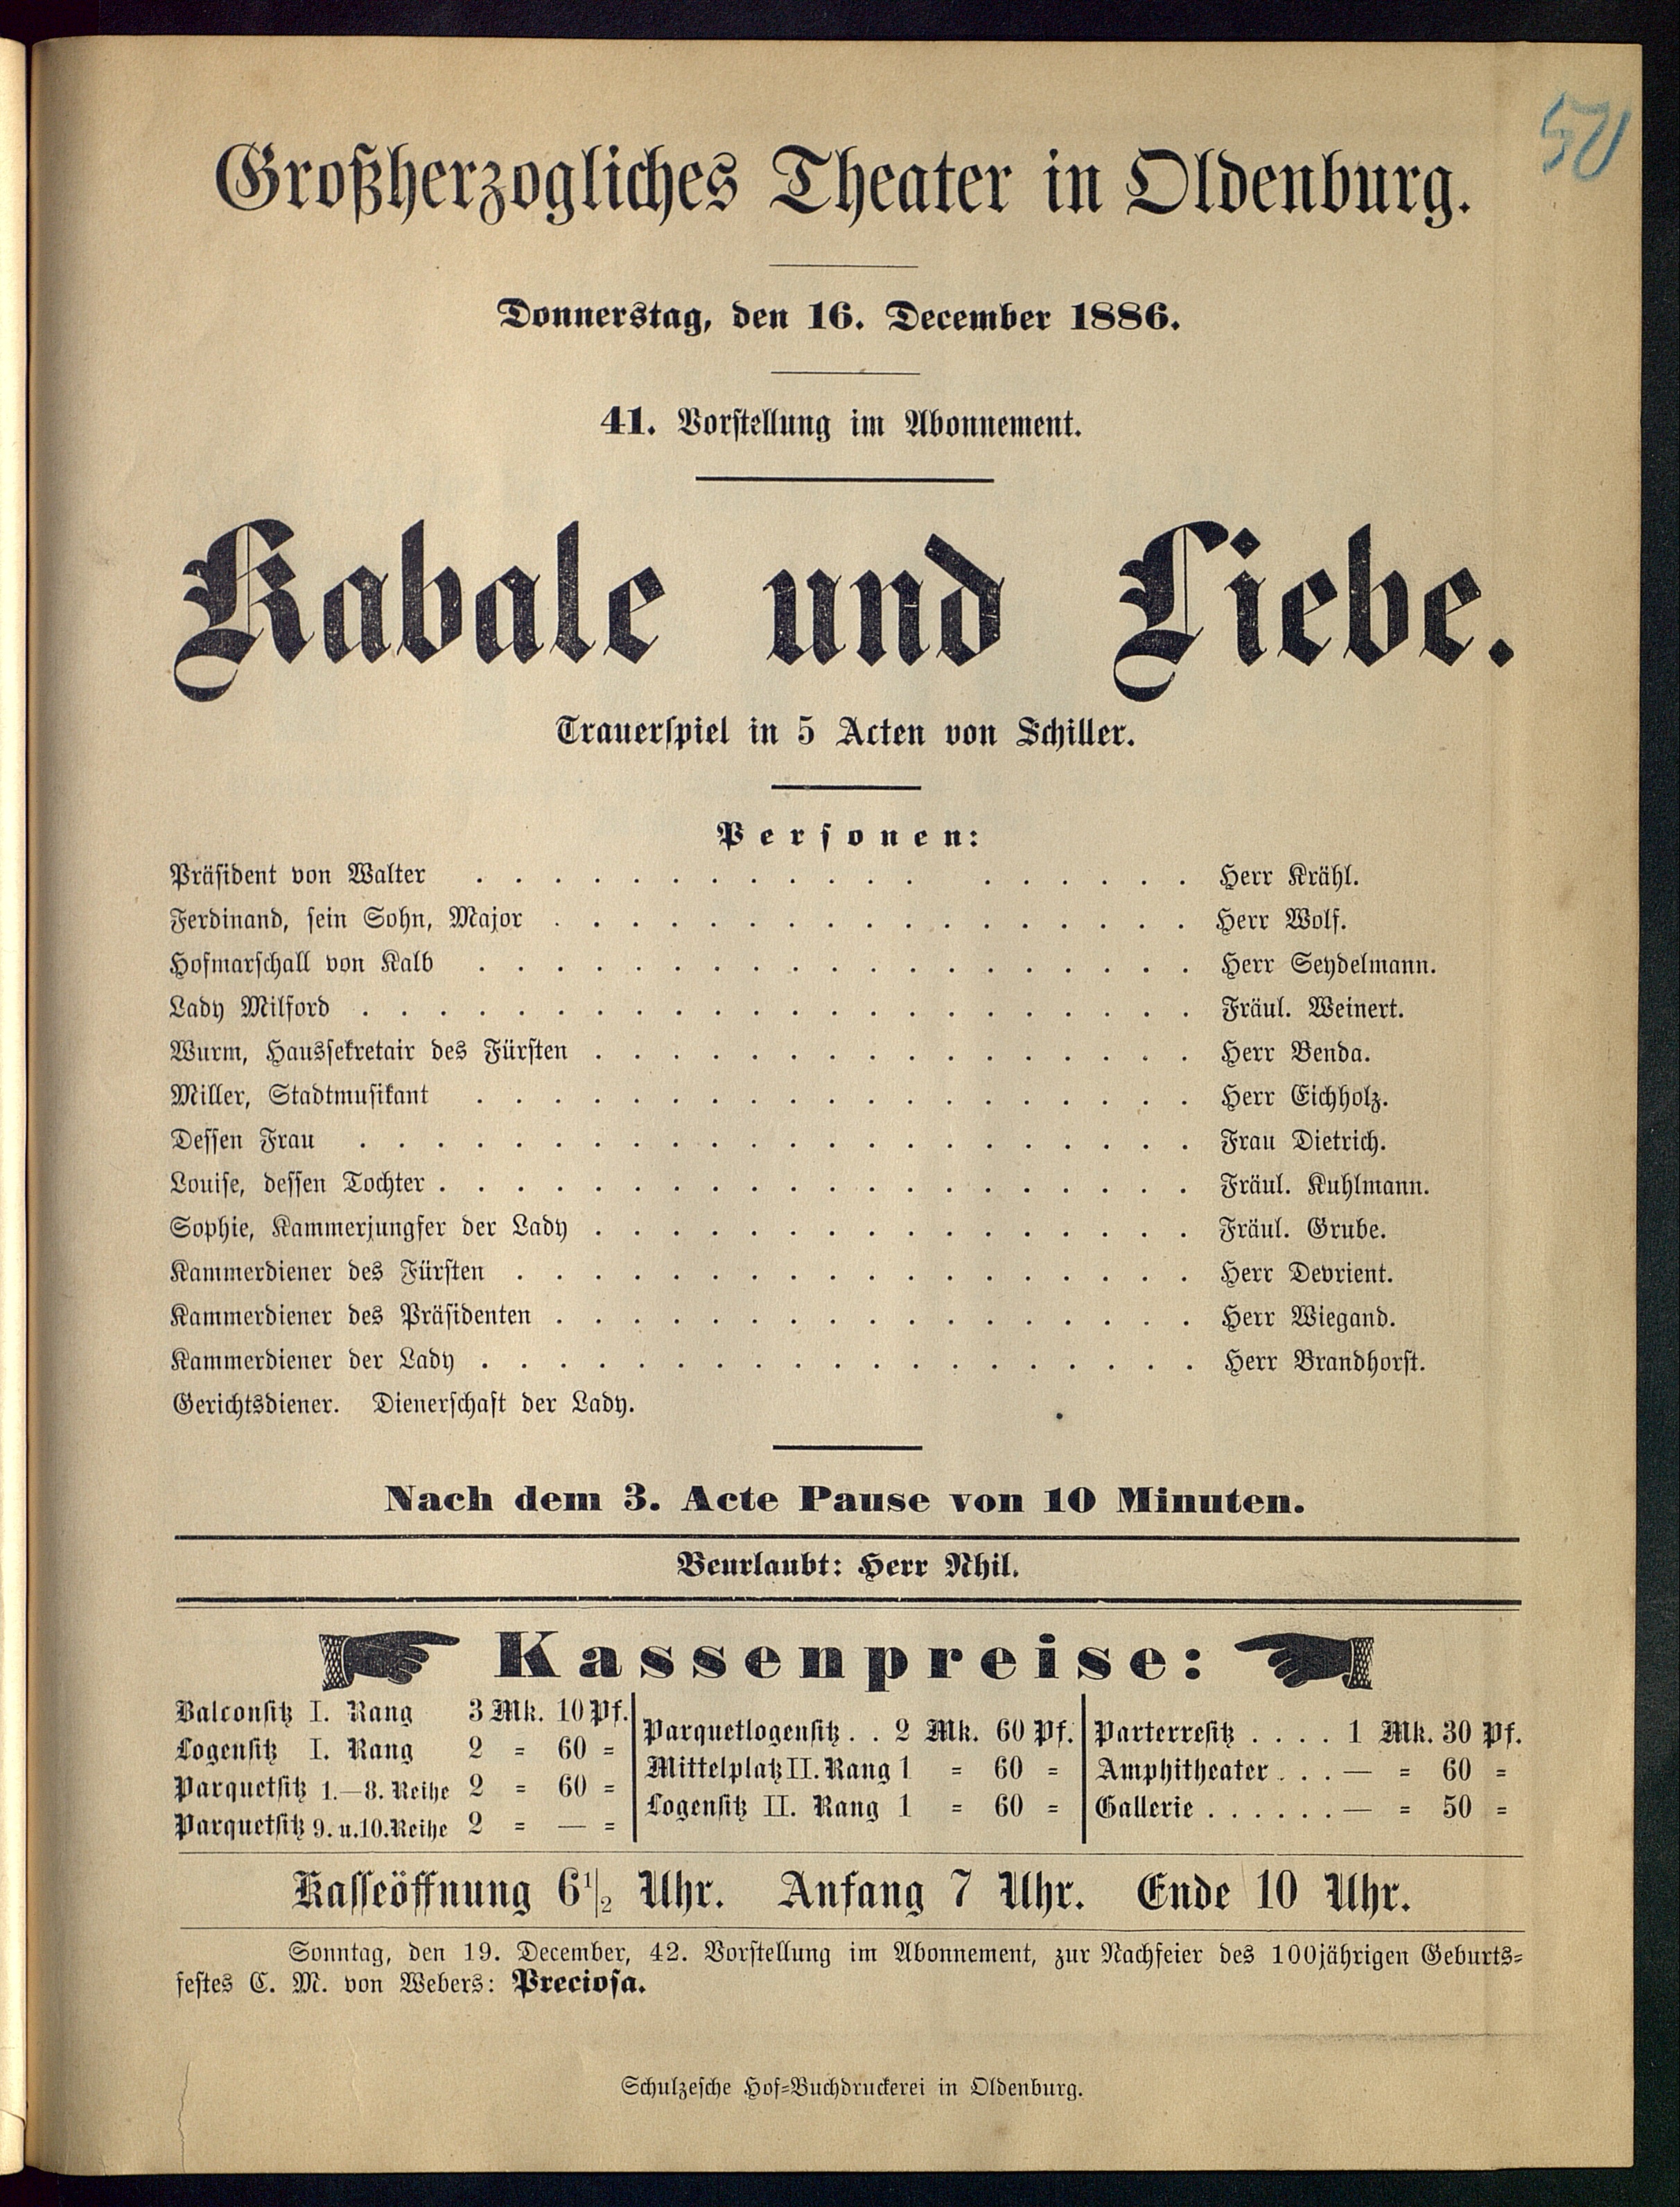 50
Großherzogliches Theater in Oldenburg.
Donnerstag, den 16. December 1886.
41. Vorstellung im Abonnement.
Kabale und Liebe.
Trauerspiel in 5 Acten von Schiller.
Personen:
Präsident von Walter . . . . . . . . . . . . . . . . . . Herr Krähl.
Ferdinand, sein Sohn, Major . . . . . . . . . . . . . . . . . Herr Wolf.
Hofmarschall von Kalb . . . . . . . . . . . . . . . . . . . Herr Seydelmann.
Lady Milford . . . . . . . . . . . . . . . . . . . . . . Fräul. Weinert.
Wurm, Haussekretair des Fürsten . . . . . . . . . . . . . . . . Herr Benda.
Miller, Stadtmusikant . . . . . . . . . . . . . . . . . . . Herr Eichholz.
Dessen Frau . . . . . . . . . . . . . . . . . . . . . . Frau Dietrich.
Louise, dessen Tochter . . . . . . . . . . . . . . . . . . . . Fräul. Kuhlmann.
Sophie, Kammerjungfer der Lady . . . . . . . . . . . . . . . . Fräul. Grube.
Kammerdiener des Fürsten . . . . . . . . . . . . . . . . . . Herr Devrient.
Kammerdiener des Präsidenten . . . . . . . . . . . . . . . . . Herr Wiegand.
Kammerdiener der Lady . . . . . . . . . . . . . . . . . . . Herr Brandhorst.
Gerichtsdiener. Dienerschaft der Lady.
Nach dem 3. Acte Pause von 10 Minuten.
Beurlaubt: Herr Nhil.
Kassenpreise:
Balconsitz I. Rang 3 Mk. 10 Pf.
Logensitz I. Rang 2 = 60 =
Parquetsitz 1.—8. Reihe 2 = 60 =
Parquetsitz 9. u. 10. Reihe 2 = — =
Parquetlogensitz . . 2 Mk. 60 Pf.
Mittelplatz II. Rang 1 = 60 =
Logensitz II. Rang 1 = 60 =
Parterresitz . . . . 1 Mk. 30 Pf.
Amphitheater . . . — = 60 =
Gallerie . . . . . . — = 50 =
Kasseöffnung 6½ Uhr. Anfang 7 Uhr. Ende 10 Uhr.
Sonntag, den 19. December, 42. Vorstellung im Abonnement, zur Nachfeier des 100jährigen Geburts=
festes C. M. von Webers: Preciosa.
Schulzesche Hof=Buchdruckerei in Oldenburg.